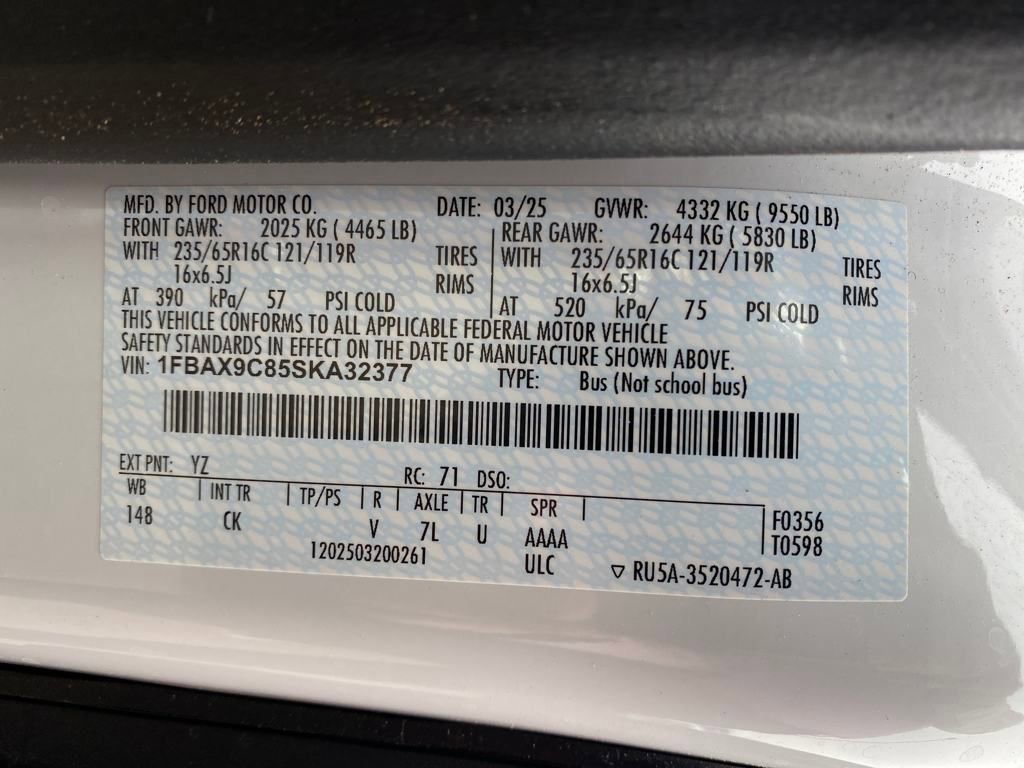 MFD. BY FORD MOTOR CO. DATE: 03/25 GVWR: 4332 KG ( 9550 LB)
FRONT GAWR: 2025 KG ( 4465 LB) REAR GAWR: 2644 KG ( 5830 LB)
WITH 235/65R16C 121/119R TIRES WITH 235/65R16C 121/119R TIRES
16x6.5J RIMS 16x6.5J RIMS
AT 390 kPa/ 57 PSI COLD AT 520 kPa/ 75 PSI COLD
THIS VEHICLE CONFORMS TO ALL APPLICABLE FEDERAL MOTOR VEHICLE
SAFETY STANDARDS IN EFFECT ON THE DATE OF MANUFACTURE SHOWN ABOVE.
VIN: 1FBAX9C85SKA32377 TYPE: Bus (Not school bus)
EXT PNT: YZ RC: 71 DSO:
WB INT TR TP/PS R AXLE TR SPR
148 CK V 7L U AAAA F0356
1202503200261 ULC T0598
▽ RU5A-3520472-AB